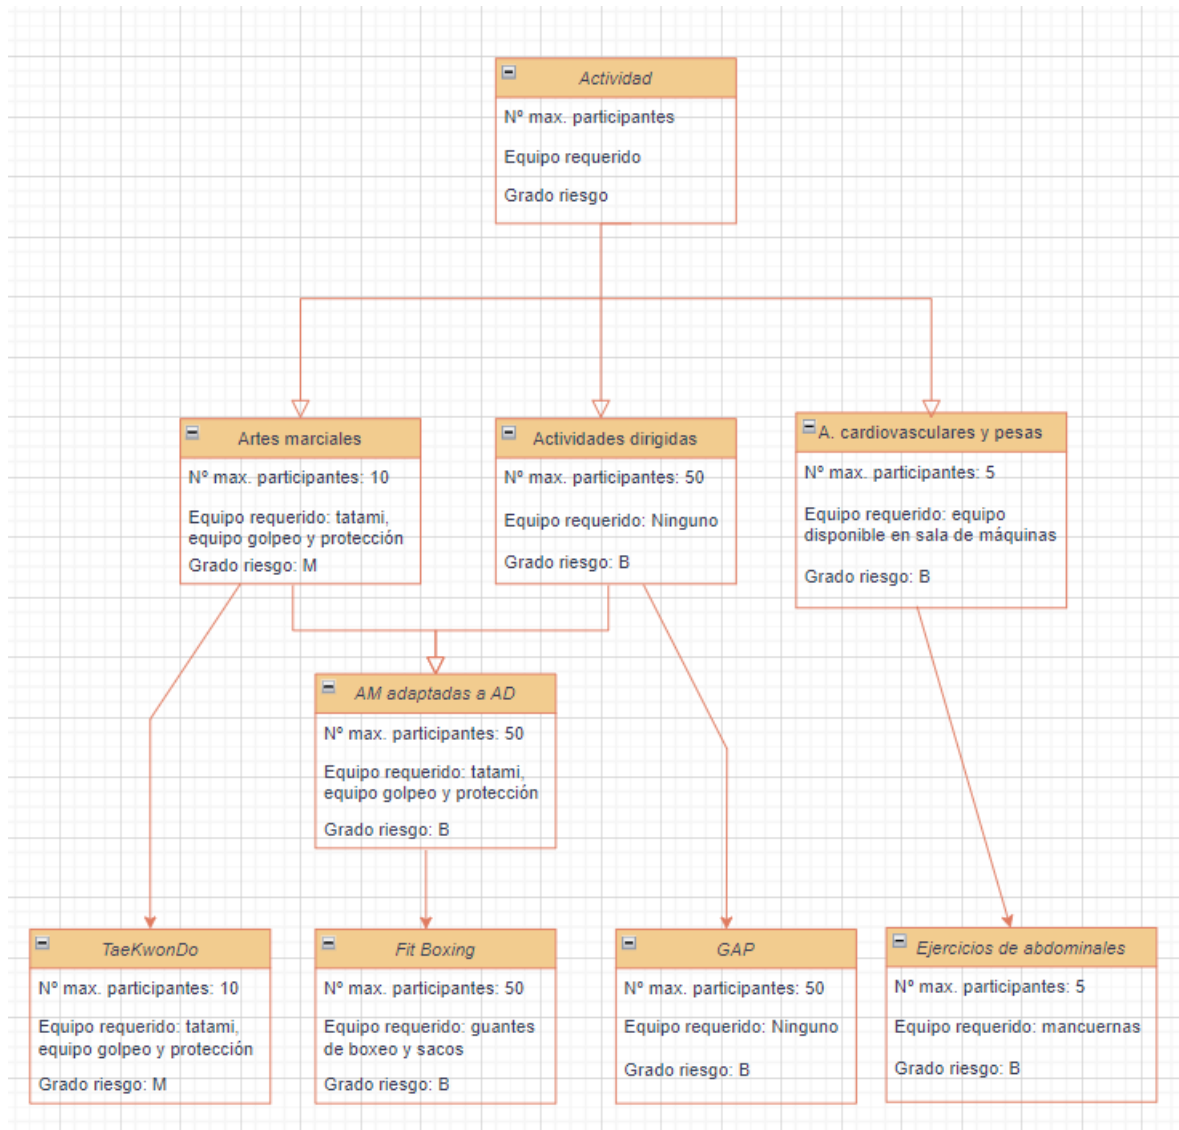 Actividad
Nº max. participantes
Equipo requerido
Grado riesgo
Artes marciales
Nº max. participantes: 10
Equipo requerido: tatami,
equipo golpeo y protección
Grado riesgo: M
Actividades dirigidas
Nº max. participantes: 50
Equipo requerido: Ninguno
Grado riesgo: B
A. cardiovasculares y pesas
Nº max. participantes: 5
Equipo requerido: equipo
disponible en sala de máquinas
Grado riesgo: B
AM adaptadas a AD
Nº max. participantes: 50
Equipo requerido: tatami,
equipo golpeo y protección
Grado riesgo: B
TaeKwonDo
Nº max. participantes: 10
Equipo requerido: tatami,
equipo golpeo y protección
Grado riesgo: M
Fit Boxing
Nº max. participantes: 50
Equipo requerido: guantes
de boxeo y sacos
Grado riesgo: B
GAP
Nº max. participantes: 50
Equipo requerido: Ninguno
Grado riesgo: B
Ejercicios de abdominales
Nº max. participantes: 5
Equipo requerido: mancuernas
Grado riesgo: B